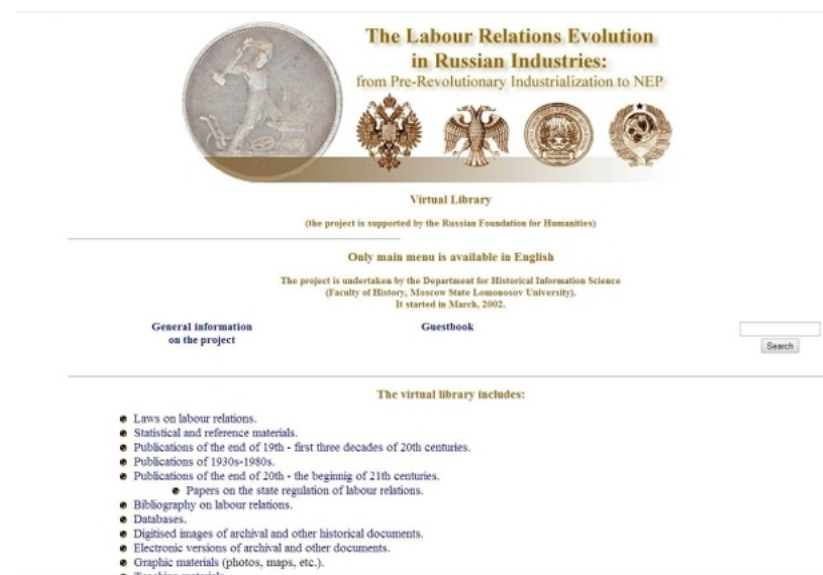 The Labour Relations Evolution
in Russian Industries:
from Pre-Revolutionary Industrialization to NEP
Virtual Library
(the project is supported by the Russian Foundation for Humanities)
Only main menu is available in English
The project is undertaken by the Department for Historical Information Science
(Faculty of History, Moscow State Lomonosov University).
It started in March, 2002.
General information
on the project
Guestbook
Search
The virtual library includes:
Laws on labour relations.
Statistical and reference materials.
Publications of the end of 19th - first three decades of 20th centuries.
Publications of 1930s-1980s.
Publications of the end of 20th - the beginnig of 21th centuries.
Papers on the state regulation of labour relations.
Bibliography on labour relations.
Databases.
Digitised images of archival and other historical documents.
Electronic versions of archival and other documents.
Graphic materials (photos, maps, etc.).
Teaching materials